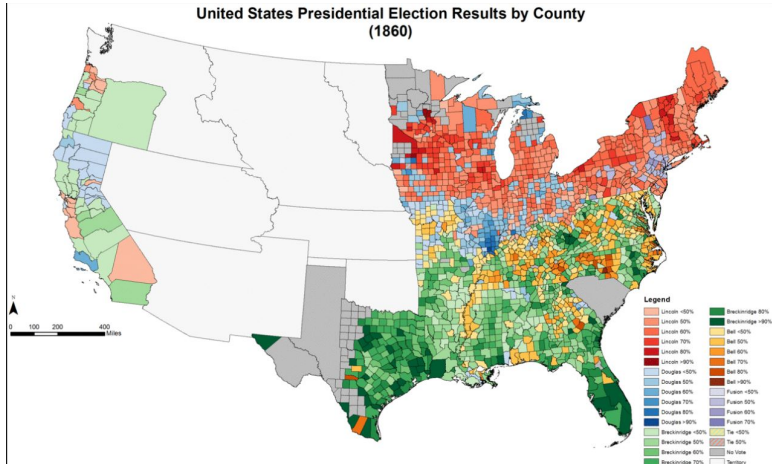 United States Presidential Election Results by County
(1860)
N
0 100 200 400
Miles
Legend
Lincoln <50%
Lincoln 50%
Lincoln 60%
Lincoln 70%
Lincoln 80%
Lincoln >90%
Douglas <50%
Douglas 50%
Douglas 60%
Douglas 70%
Douglas 80%
Douglas >90%
Breckinridge <50%
Breckinridge 50%
Breckinridge 60%
Breckinridge 70%
Breckinridge 80%
Breckinridge >90%
Bell <50%
Bell 50%
Bell 60%
Bell 70%
Bell 80%
Bell >90%
Fusion <50%
Fusion 50%
Fusion 60%
Fusion 70%
Tie <50%
Tie 50%
No Vote
Territory